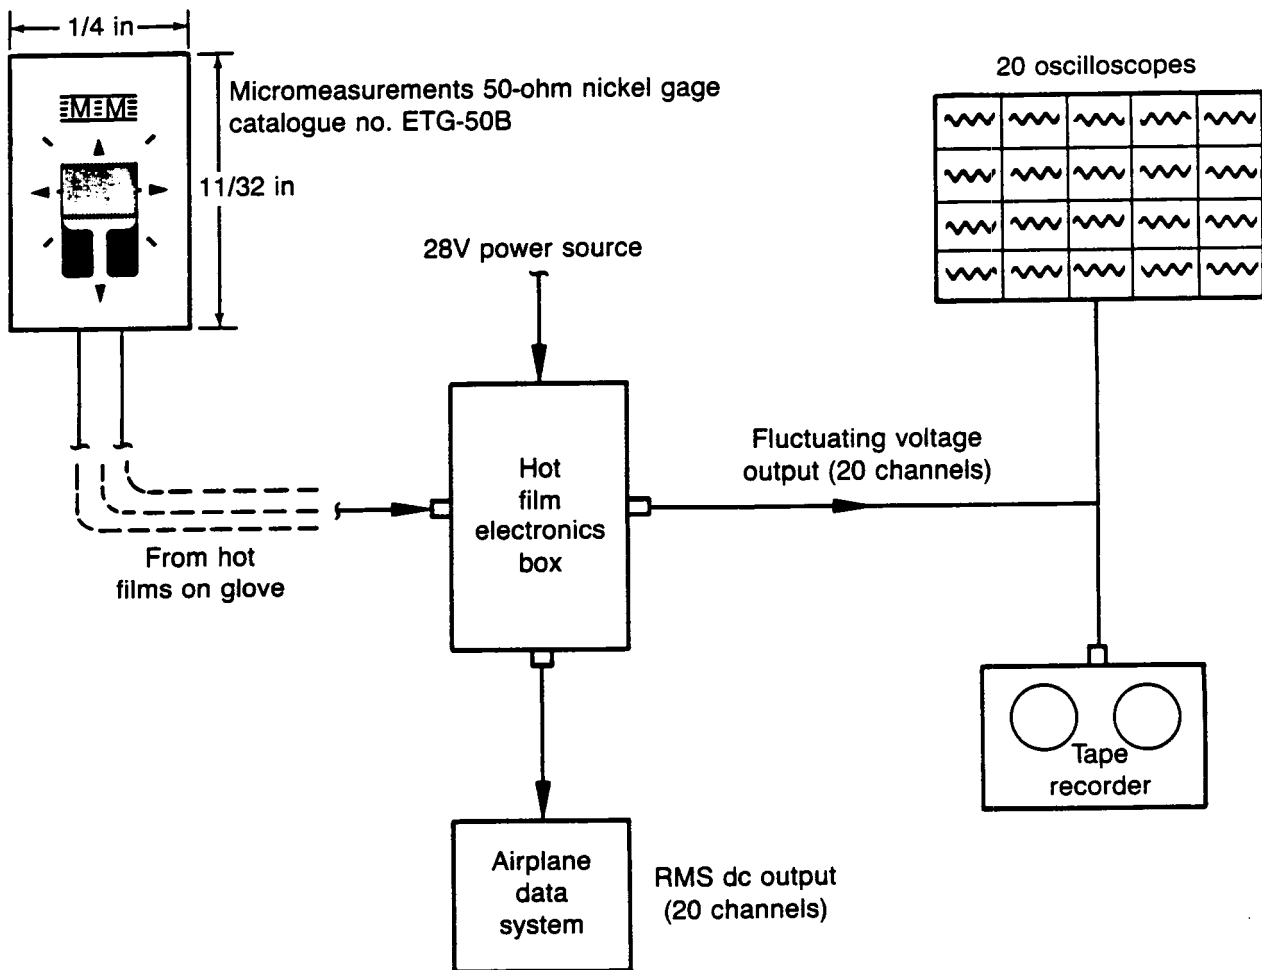 1/4 in
M M
Micromeasurements 50-ohm nickel gage
catalogue no. ETG-50B
11/32 in
20 oscilloscopes
28V power source
Hot
film
electronics
box
Fluctuating voltage
output (20 channels)
From hot
films on glove
Tape
recorder
Airplane
data
system
RMS dc output
(20 channels)